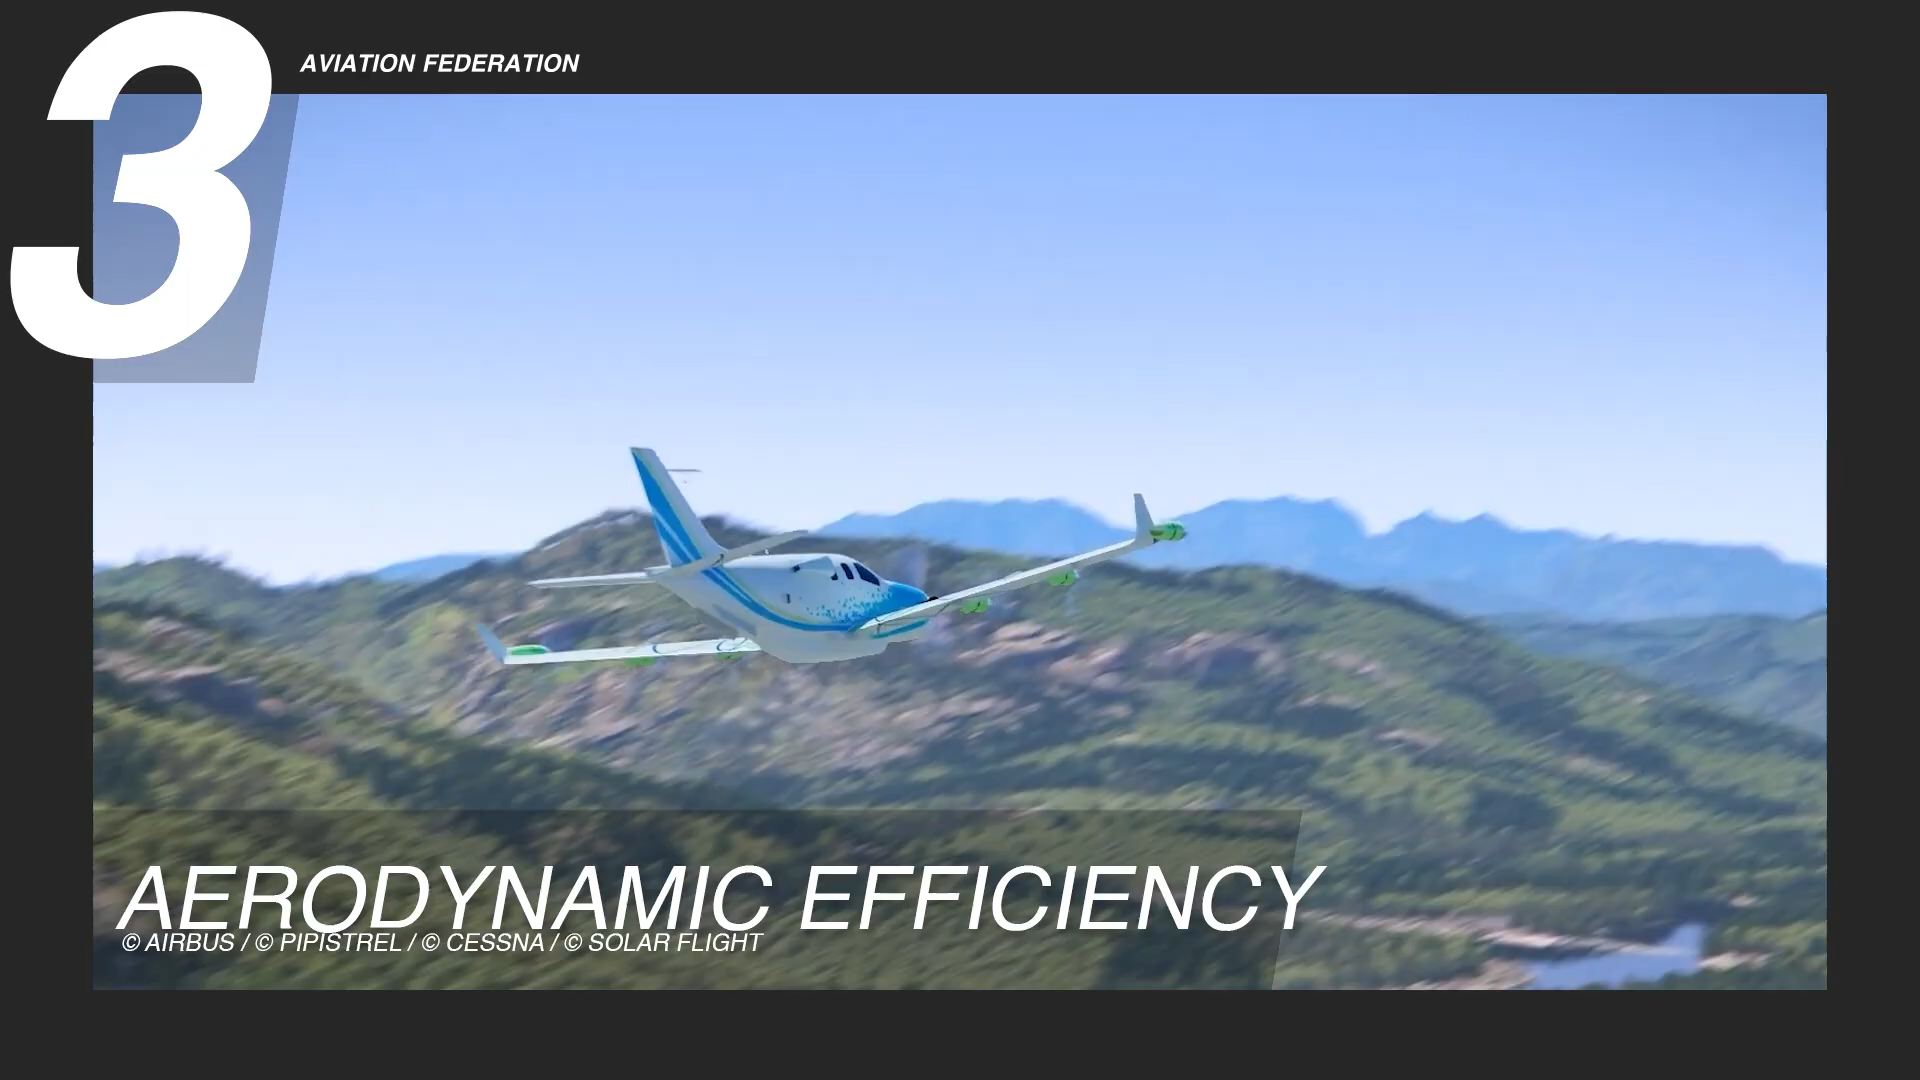 3
AVIATION FEDERATION
AERODYNAMIC EFFICIENCY
© AIRBUS / © PIPISTREL / © CESSNA / © SOLAR FLIGHT